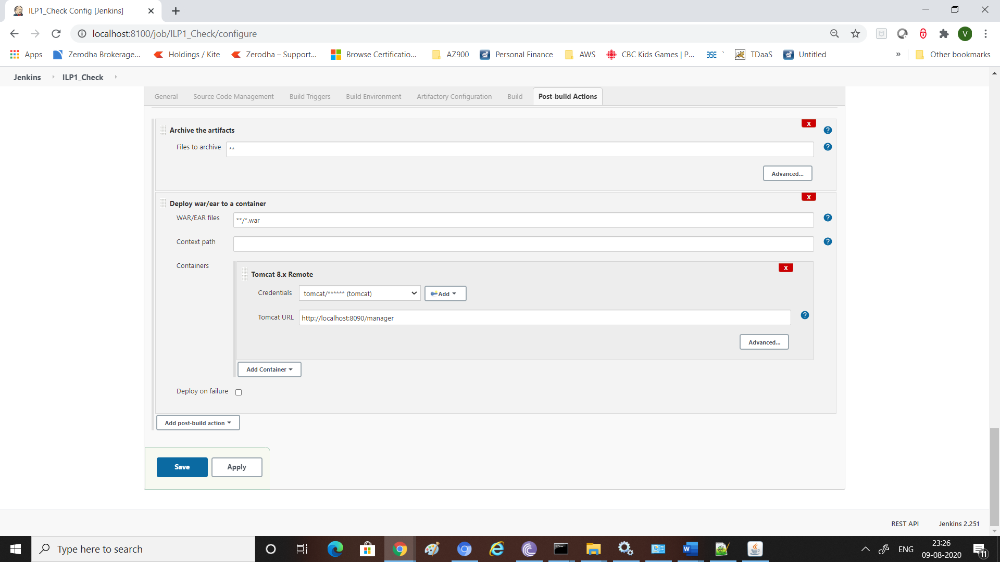 ILP1_Check Config [Jenkins]
localhost:8100/job/ILP1_Check/configure
V
Apps
Zerodha Brokerage...
Holdings / Kite
Zerodha – Support...
Browse Certificatio...
AZ900
Personal Finance
AWS
CBC Kids Games | P...
BSE
`
TDaaS
Untitled
»
Other bookmarks
Jenkins
ILP1_Check
General
Source Code Management
Build Triggers
Build Environment
Artifactory Configuration
Build
Post-build Actions
X
?
Archive the artifacts
Files to archive
**
?
Advanced...
X
Deploy war/ear to a container
WAR/EAR files
**/*.war
?
Context path
?
Containers
X
Tomcat 8.x Remote
Credentials
tomcat/****** (tomcat)
Add
Tomcat URL
http://localhost:8090/manager
?
Advanced...
Add Container
Deploy on failure
Add post-build action
Save
Apply
REST API
Jenkins 2.251
Type here to search
W
ENG
23:26
09-08-2020
11